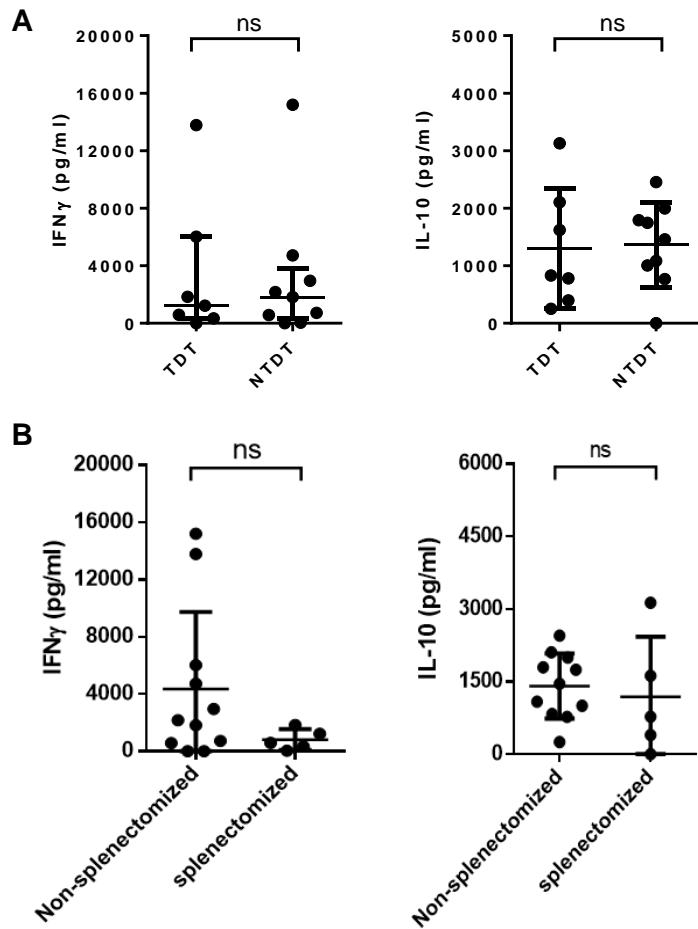 A
ns
IFNγ (pg/ml)
20000
16000
12000
8000
4000
0
TDT
NTDT
ns
IL-10 (pg/ml)
5000
4000
3000
2000
1000
0
TDT
NTDT
B
ns
IFNγ (pg/ml)
20000
16000
12000
8000
4000
0
Non-splenectomized
splenectomized
ns
IL-10 (pg/ml)
6000
4500
3000
1500
0
Non-splenectomized
splenectomized